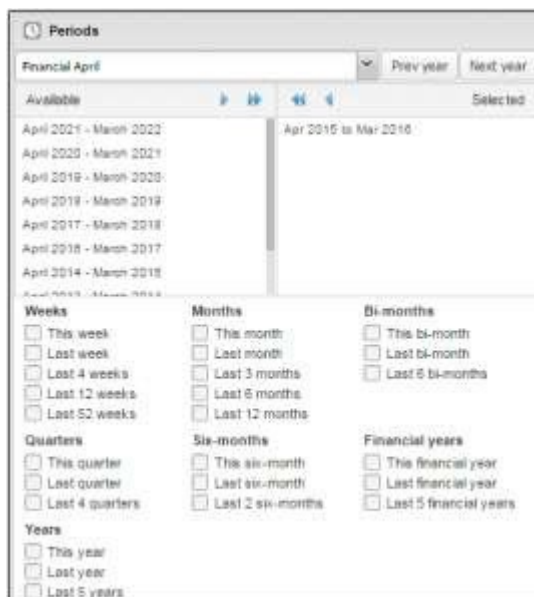 Periods
Financial April
Prev year Next year
Available
Selected
April 2021 - March 2022
April 2020 - March 2021
April 2019 - March 2020
April 2018 - March 2019
April 2017 - March 2018
April 2016 - March 2017
April 2014 - March 2015
April 2013 - March 2014
Apr 2015 to Mar 2016
Weeks
This week
Last week
Last 4 weeks
Last 12 weeks
Last 52 weeks
Months
This month
Last month
Last 3 months
Last 6 months
Last 12 months
Bi-months
This bi-month
Last bi-month
Last 6 bi-months
Quarters
This quarter
Last quarter
Last 4 quarters
Six-months
This six-month
Last six-month
Last 2 six-months
Financial years
This financial year
Last financial year
Last 5 financial years
Years
This year
Last year
Last 5 years